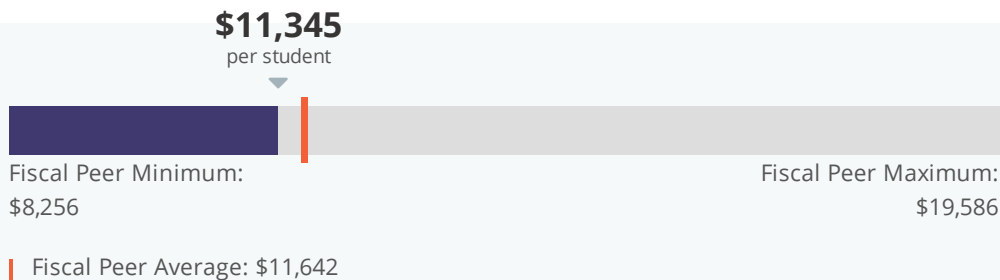 $11,345
per student
Fiscal Peer Minimum:
$8,256
Fiscal Peer Maximum:
$19,586
Fiscal Peer Average: $11,642